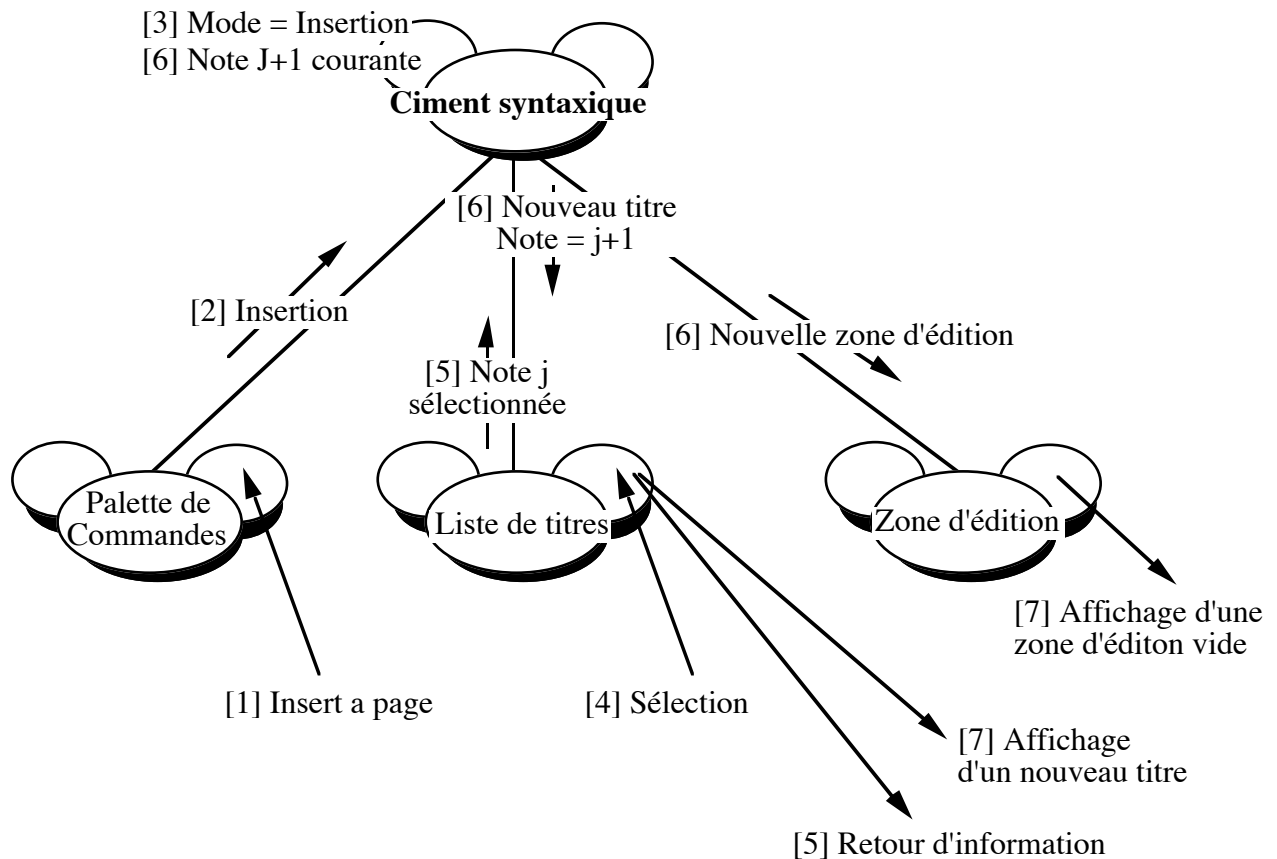 [3] Mode = Insertion
[6] Note J+1 courante
Ciment syntaxique
[6] Nouveau titre
Note = j+1
[2] Insertion
[6] Nouvelle zone d'édition
[5] Note j
sélectionnée
Palette de
Commandes
Liste de titres
Zone d'édition
[7] Affichage d'une
zone d'éditon vide
[1] Insert a page
[4] Sélection
[7] Affichage
d'un nouveau titre
[5] Retour d'information